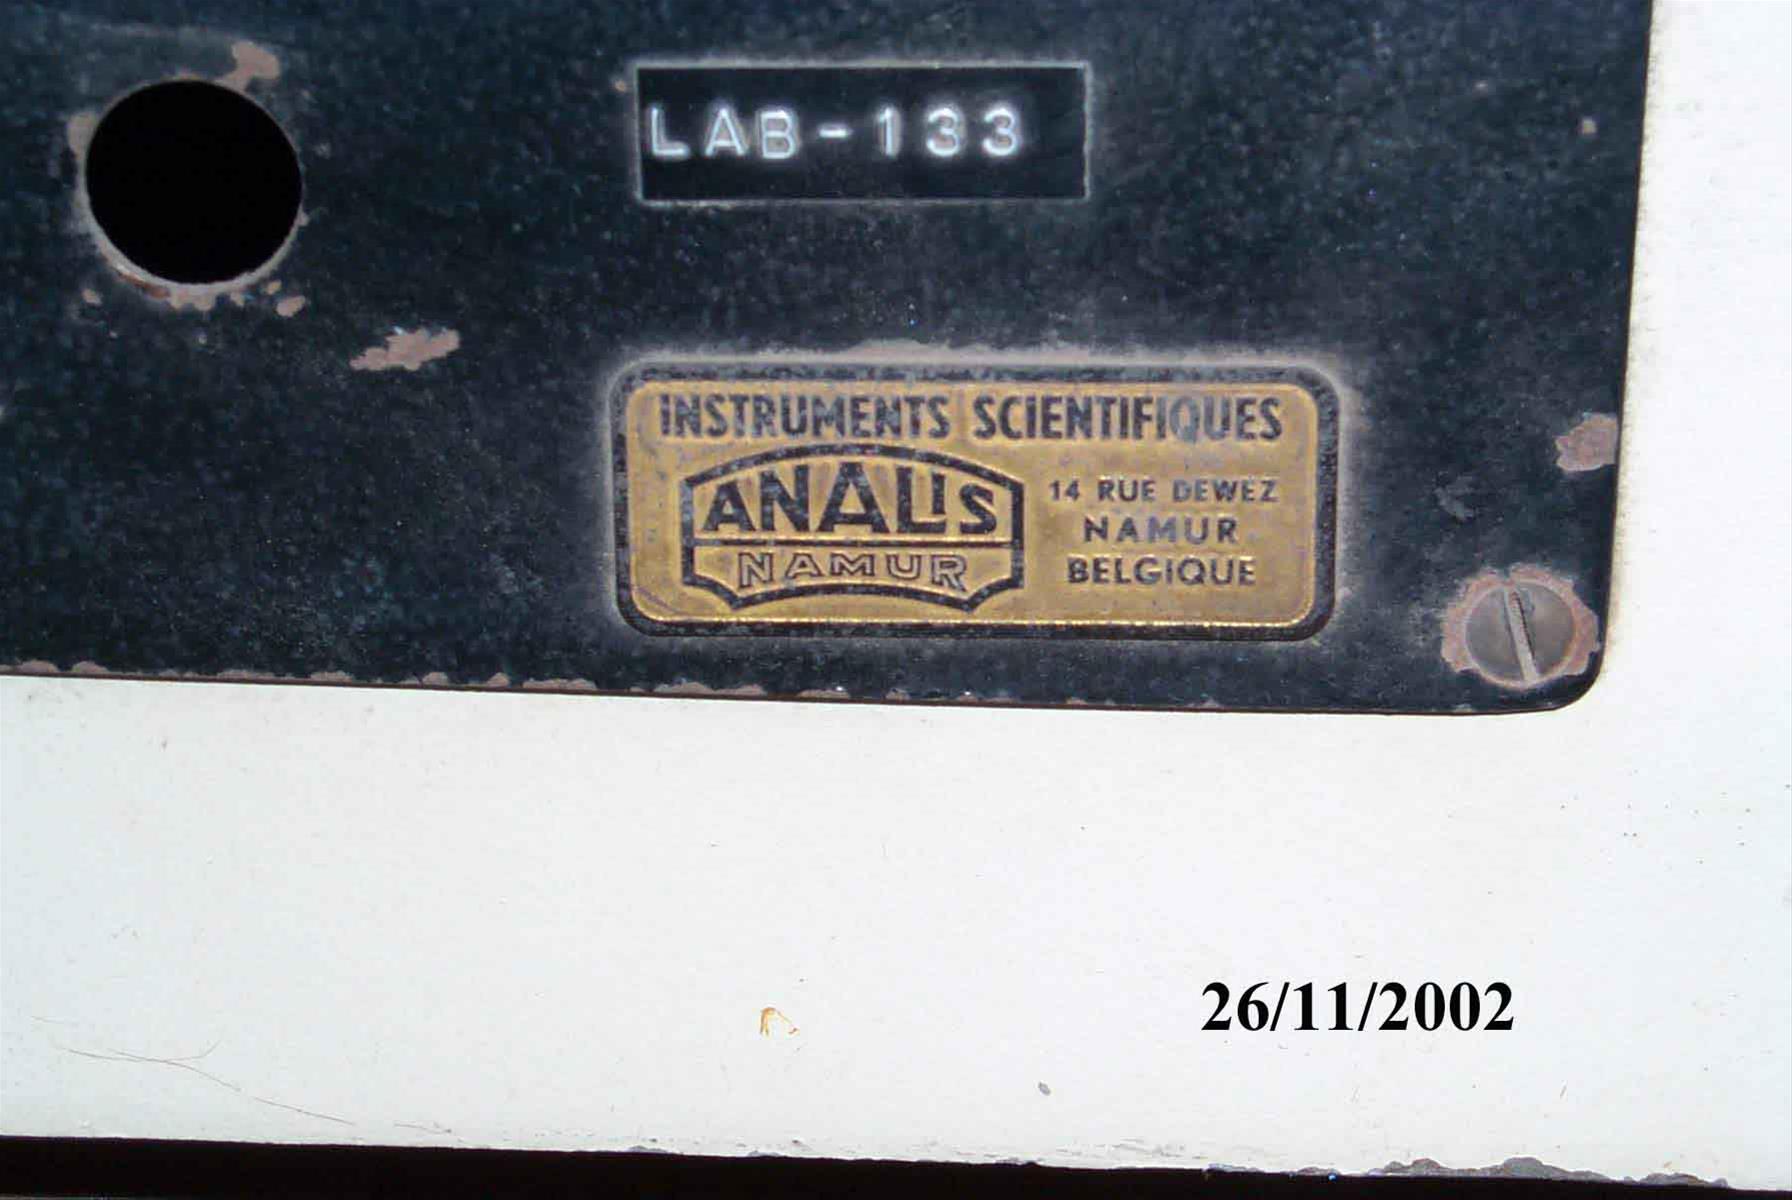 LAB-133
INSTRUMENTS SCIENTIFIQUES
ANALIS
NAMUR
14 RUE DEWEZ
NAMUR
BELGIQUE
26/11/2002